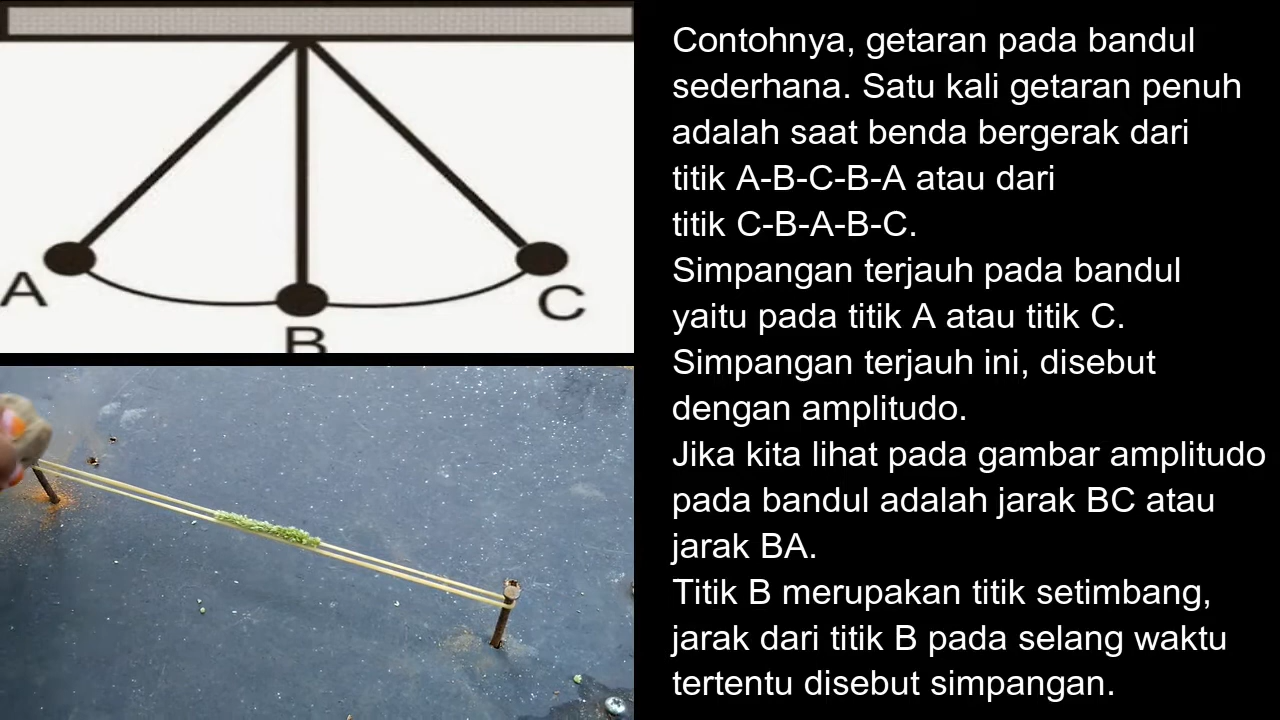 A
B
C
Contohnya, getaran pada bandul
sederhana. Satu kali getaran penuh
adalah saat benda bergerak dari
titik A-B-C-B-A atau dari
titik C-B-A-B-C.
Simpangan terjauh pada bandul
yaitu pada titik A atau titik C.
Simpangan terjauh ini, disebut
dengan amplitudo.
Jika kita lihat pada gambar amplitudo
pada bandul adalah jarak BC atau
jarak BA.
Titik B merupakan titik setimbang,
jarak dari titik B pada selang waktu
tertentu disebut simpangan.